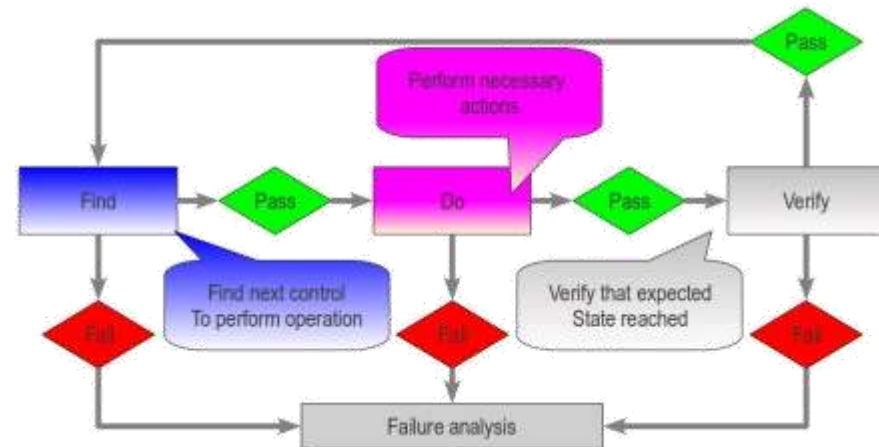 Pass
Perform necessary
actions
Find
Pass
Do
Pass
Verify
Find next control
To perform operation
Verify that expected
State reached
Fail
Fail
Fail
Failure analysis